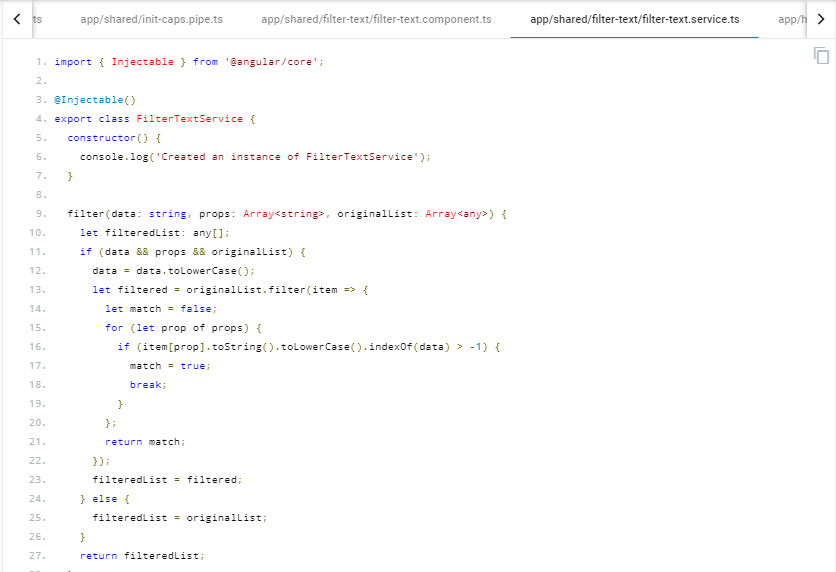 ts app/shared/init-caps.pipe.ts app/shared/filter-text/filter-text.component.ts app/shared/filter-text/filter-text.service.ts app/h
1. import { Injectable } from '@angular/core';
2.
3. @Injectable()
4. export class FilterTextService {
5. constructor() {
6. console.log('Created an instance of FilterTextService');
7. }
8.
9. filter(data: string, props: Array<string>, originalList: Array<any>) {
10. let filteredList: any[];
11. if (data && props && originalList) {
12. data = data.toLowerCase();
13. let filtered = originalList.filter(item => {
14. let match = false;
15. for (let prop of props) {
16. if (item[prop].toString().toLowerCase().indexOf(data) > -1) {
17. match = true;
18. break;
19. }
20. };
21. return match;
22. });
23. filteredList = filtered;
24. } else {
25. filteredList = originalList;
26. }
27. return filteredList;